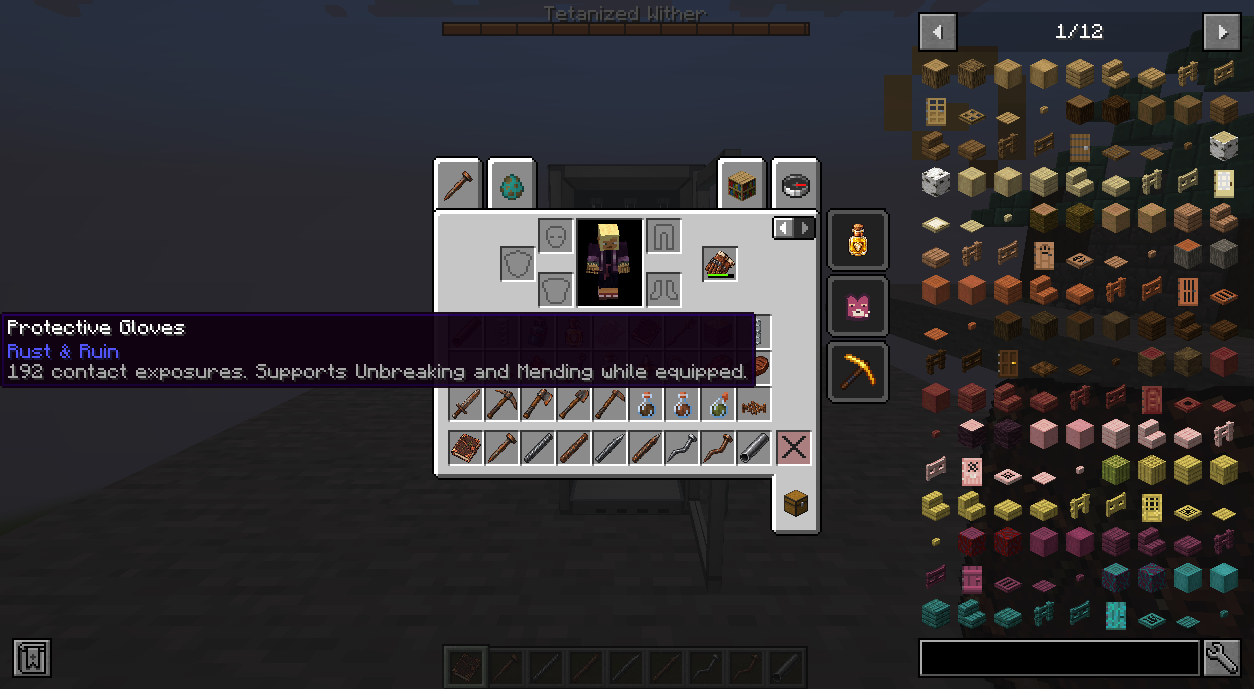 Tetanized Wither
1/12
Protective Gloves
Rust & Ruin
192 contact exposures. Supports Unbreaking and Mending while equipped.